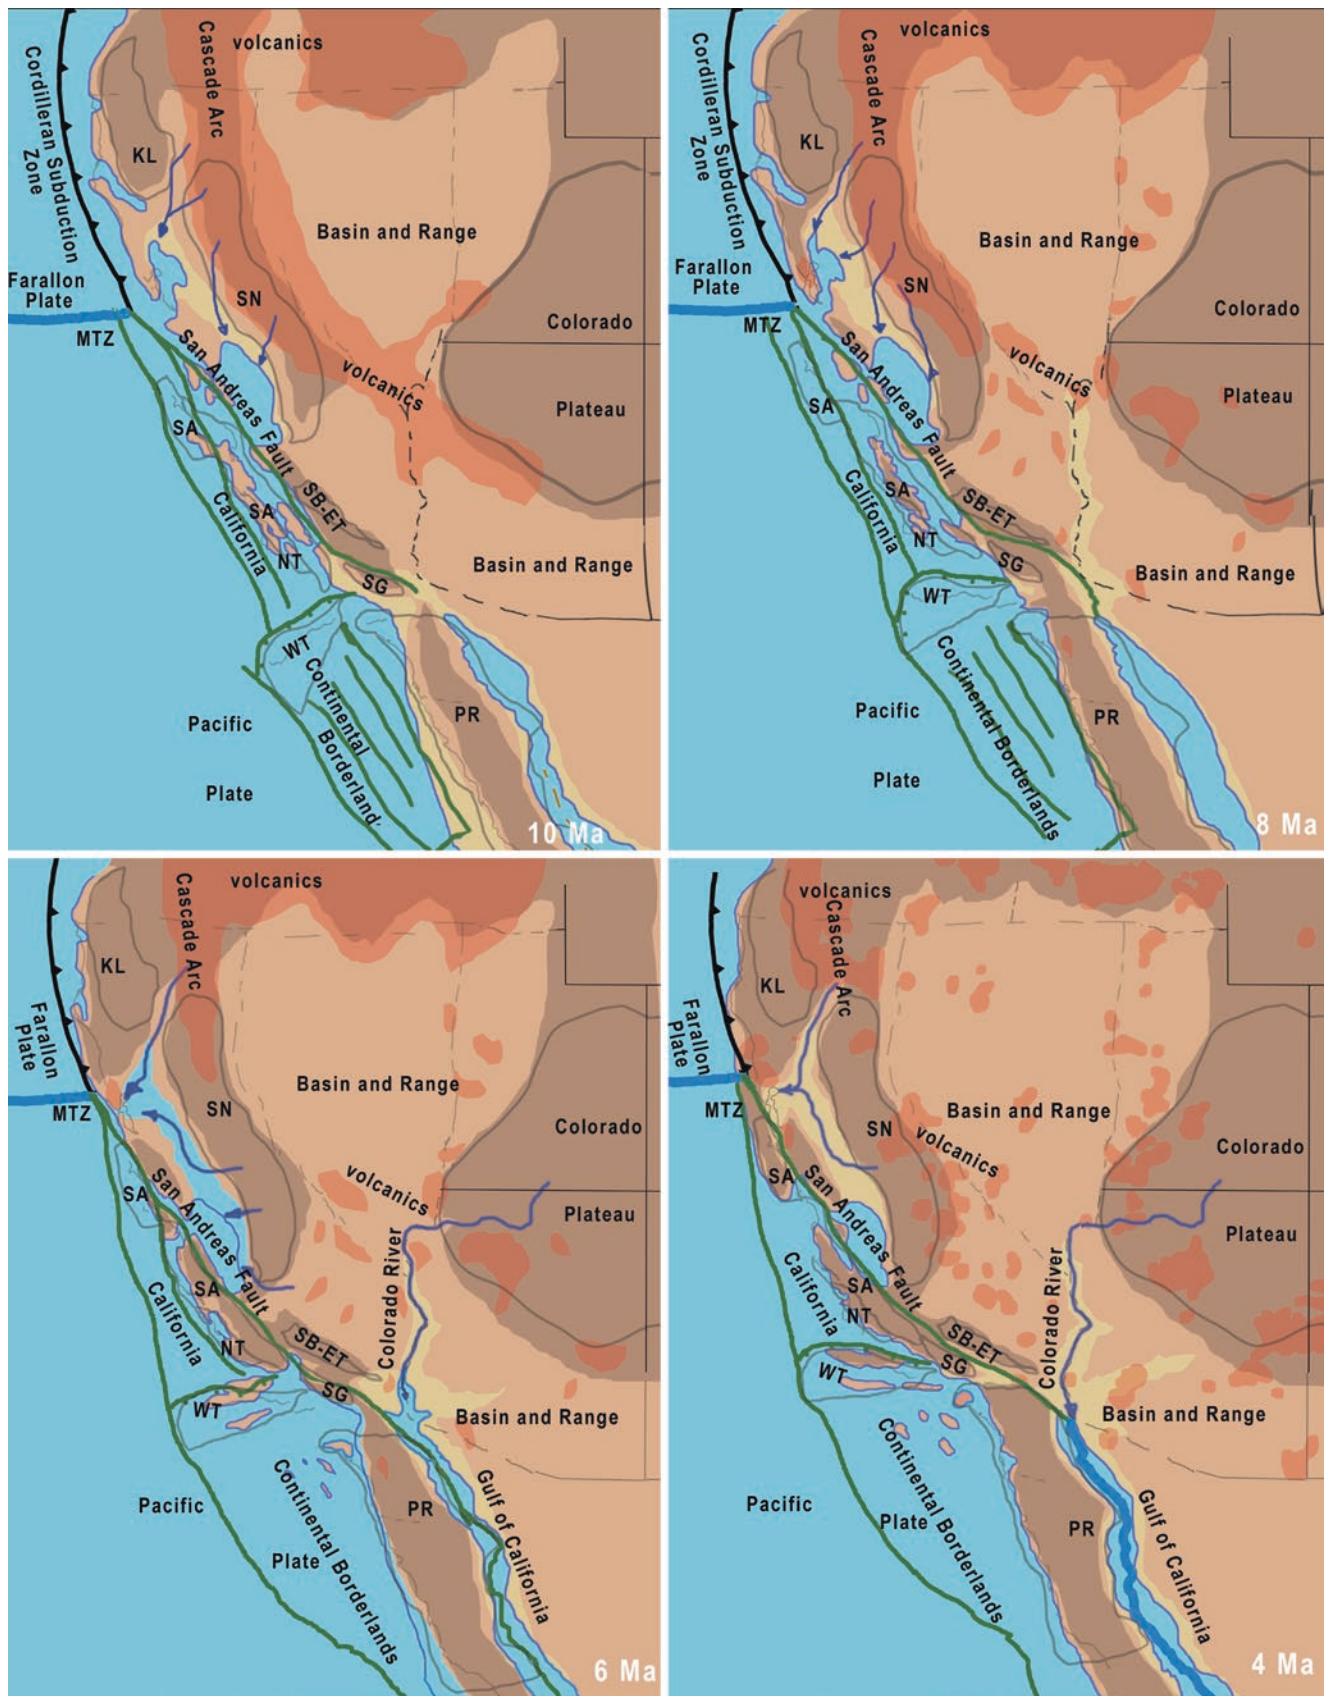 volcanics
Cascade Arc
Cordilleran Subduction
Zone
KL
Basin and Range
Farallon
Plate
SN
MTZ
Colorado
San Andreas Fault
volcanics
Plateau
SA
SB-ET
California
SA
NT
Basin and Range
SG
WT
Continental
Borderland
PR
Pacific
Plate
10 Ma
volcanics
Cascade Arc
Cordilleran Subduction
Zone
KL
Basin and Range
Farallon
Plate
SN
MTZ
Colorado
San Andreas Fault
volcanics
Plateau
SA
California
SA
SB-ET
NT
SG
Basin and Range
WT
Continental Borderlands
Pacific
PR
Plate
8 Ma
volcanics
Cascade Arc
KL
Farallon
Plate
Basin and Range
MTZ
SN
Colorado
volcanics
SA
San Andreas Fault
Plateau
Colorado River
California
SA
NT
SB-ET
SG
WT
Basin and Range
Continental Borderlands
Gulf of California
Pacific
PR
Plate
6 Ma
volcanics
Cascade Arc
KL
Farallon
Plate
MTZ
Basin and Range
SN
volcanics
Colorado
SA
San Andreas Fault
Plateau
Colorado River
California
SA
NT
SB-ET
SG
WT
Basin and Range
Continental Borderlands
Gulf of California
Pacific
Plate
PR
4 Ma